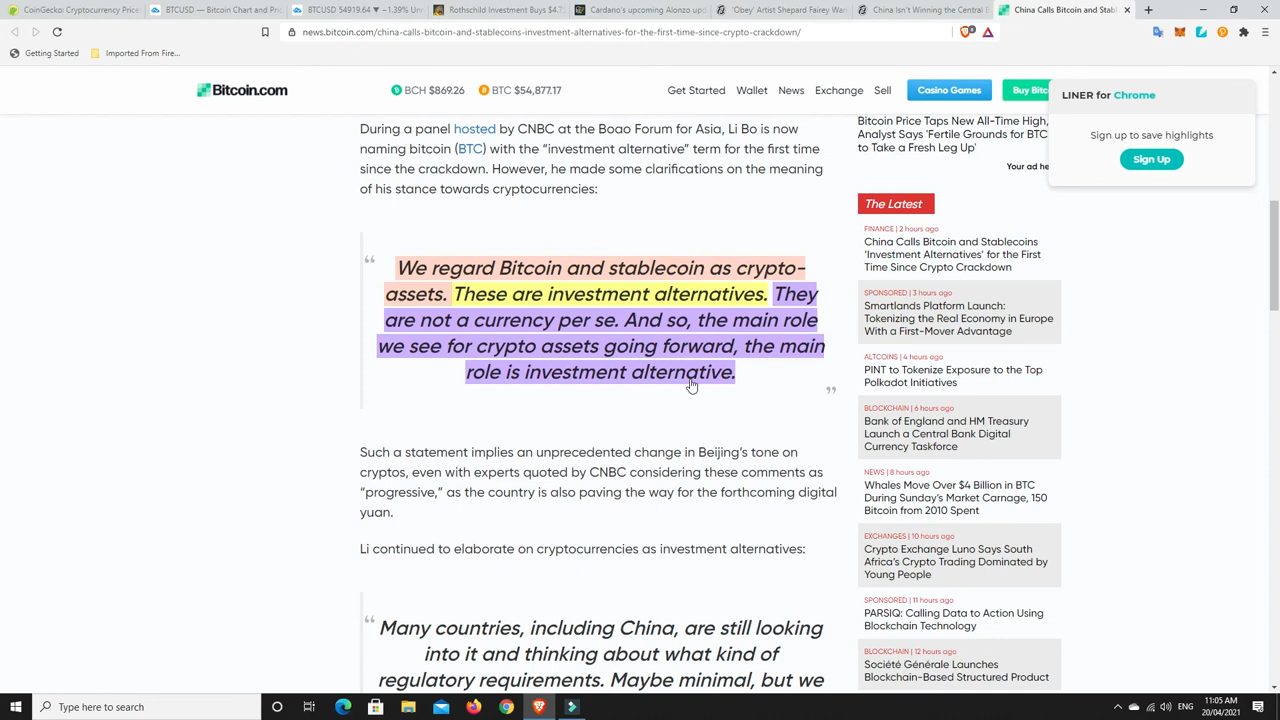 CoinGecko: Cryptocurrency Price
BTCUSD — Bitcoin Chart and Pric
BTCUSD 54919.64 ▼ −1.39% Unn
Rothschild Investment Buys $4.7
Cardano's upcoming Alonzo up
'Obey' Artist Shepard Fairey War
China Isn't Winning the Central B
China Calls Bitcoin and Stabl
news.bitcoin.com/china-calls-bitcoin-and-stablecoins-investment-alternatives-for-the-first-time-since-crypto-crackdown/
Getting Started
Imported From Fire...
Bitcoin.com
BCH $869.26
BTC $54,877.17
Get Started
Wallet
News
Exchange
Sell
Casino Games
Buy Bitc
LINER for Chrome
Sign up to save highlights
Sign Up
During a panel hosted by CNBC at the Boao Forum for Asia, Li Bo is now
naming bitcoin (BTC) with the “investment alternative” term for the first time
since the crackdown. However, he made some clarifications on the meaning
of his stance towards cryptocurrencies:
“
We regard Bitcoin and stablecoin as crypto-
assets. These are investment alternatives. They
are not a currency per se. And so, the main role
we see for crypto assets going forward, the main
role is investment alternative.
”
Such a statement implies an unprecedented change in Beijing’s tone on
cryptos, even with experts quoted by CNBC considering these comments as
“progressive,” as the country is also paving the way for the forthcoming digital
yuan.
Li continued to elaborate on cryptocurrencies as investment alternatives:
“
Many countries, including China, are still looking
into it and thinking about what kind of
regulatory requirements. Maybe minimal, but we
Bitcoin Price Taps New All-Time High,
Analyst Says 'Fertile Grounds for BTC
to Take a Fresh Leg Up'
Your ad he
The Latest
FINANCE | 2 hours ago
China Calls Bitcoin and Stablecoins
'Investment Alternatives' for the First
Time Since Crypto Crackdown
SPONSORED | 3 hours ago
Smartlands Platform Launch:
Tokenizing the Real Economy in Europe
With a First-Mover Advantage
ALTCOINS | 4 hours ago
PINT to Tokenize Exposure to the Top
Polkadot Initiatives
BLOCKCHAIN | 6 hours ago
Bank of England and HM Treasury
Launch a Central Bank Digital
Currency Taskforce
NEWS | 8 hours ago
Whales Move Over $4 Billion in BTC
During Sunday's Market Carnage, 150
Bitcoin from 2010 Spent
EXCHANGES | 10 hours ago
Crypto Exchange Luno Says South
Africa's Crypto Trading Dominated by
Young People
SPONSORED | 11 hours ago
PARSIQ: Calling Data to Action Using
Blockchain Technology
BLOCKCHAIN | 12 hours ago
Société Générale Launches
Blockchain-Based Structured Product
Type here to search
ENG
11:05 AM
20/04/2021